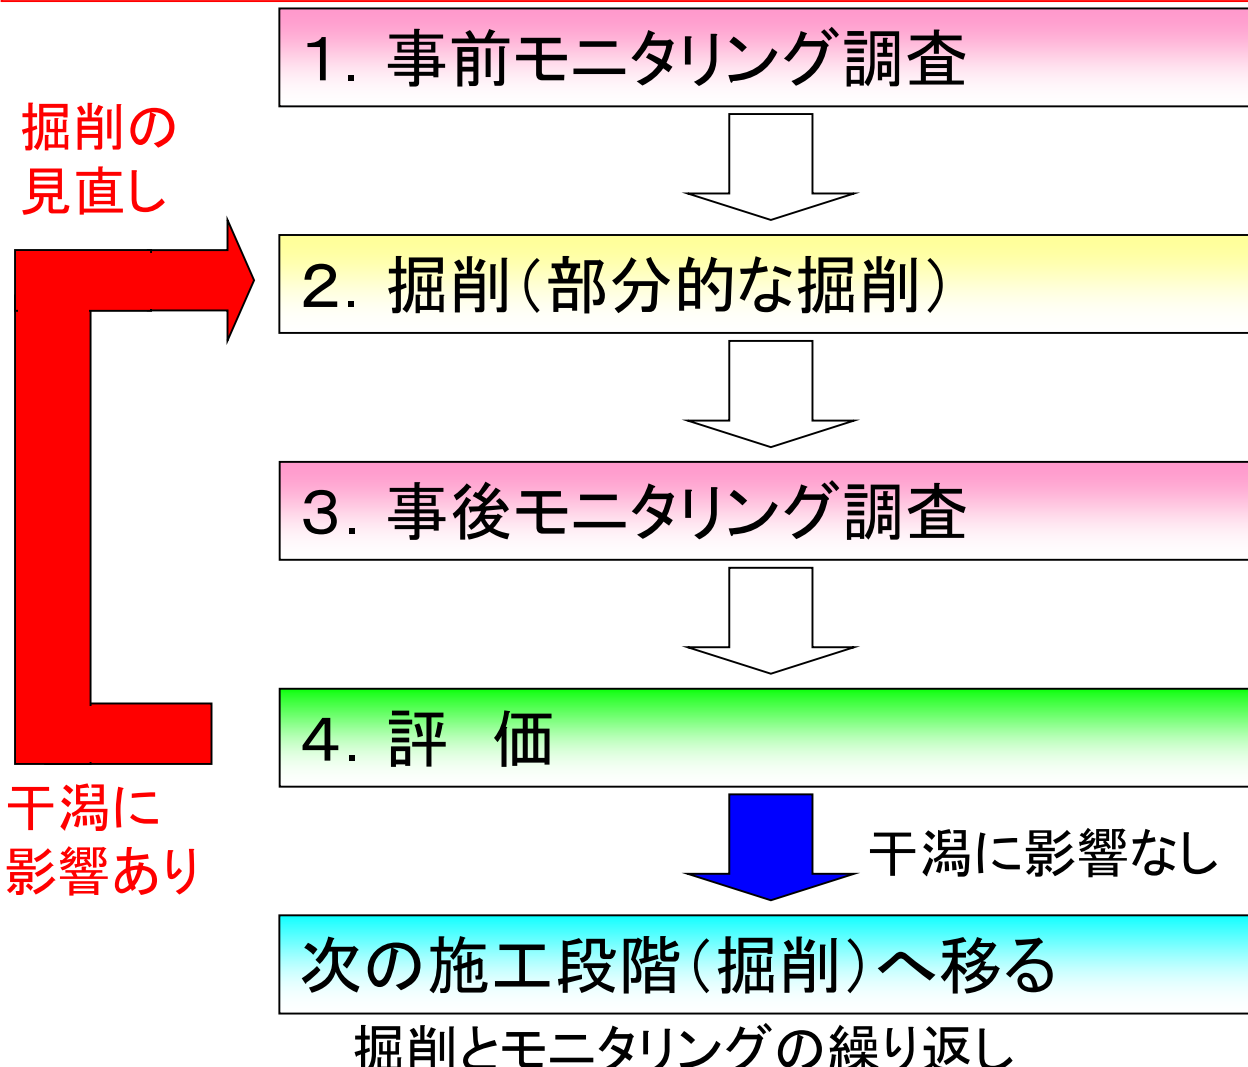 １．事前モニタリング調査
掘削の
見直し
２．掘削（部分的な掘削）
３．事後モニタリング調査
４．評　価
干潟に
影響あり
干潟に影響なし
次の施工段階（掘削）へ移る
掘削とモニタリングの繰り返し